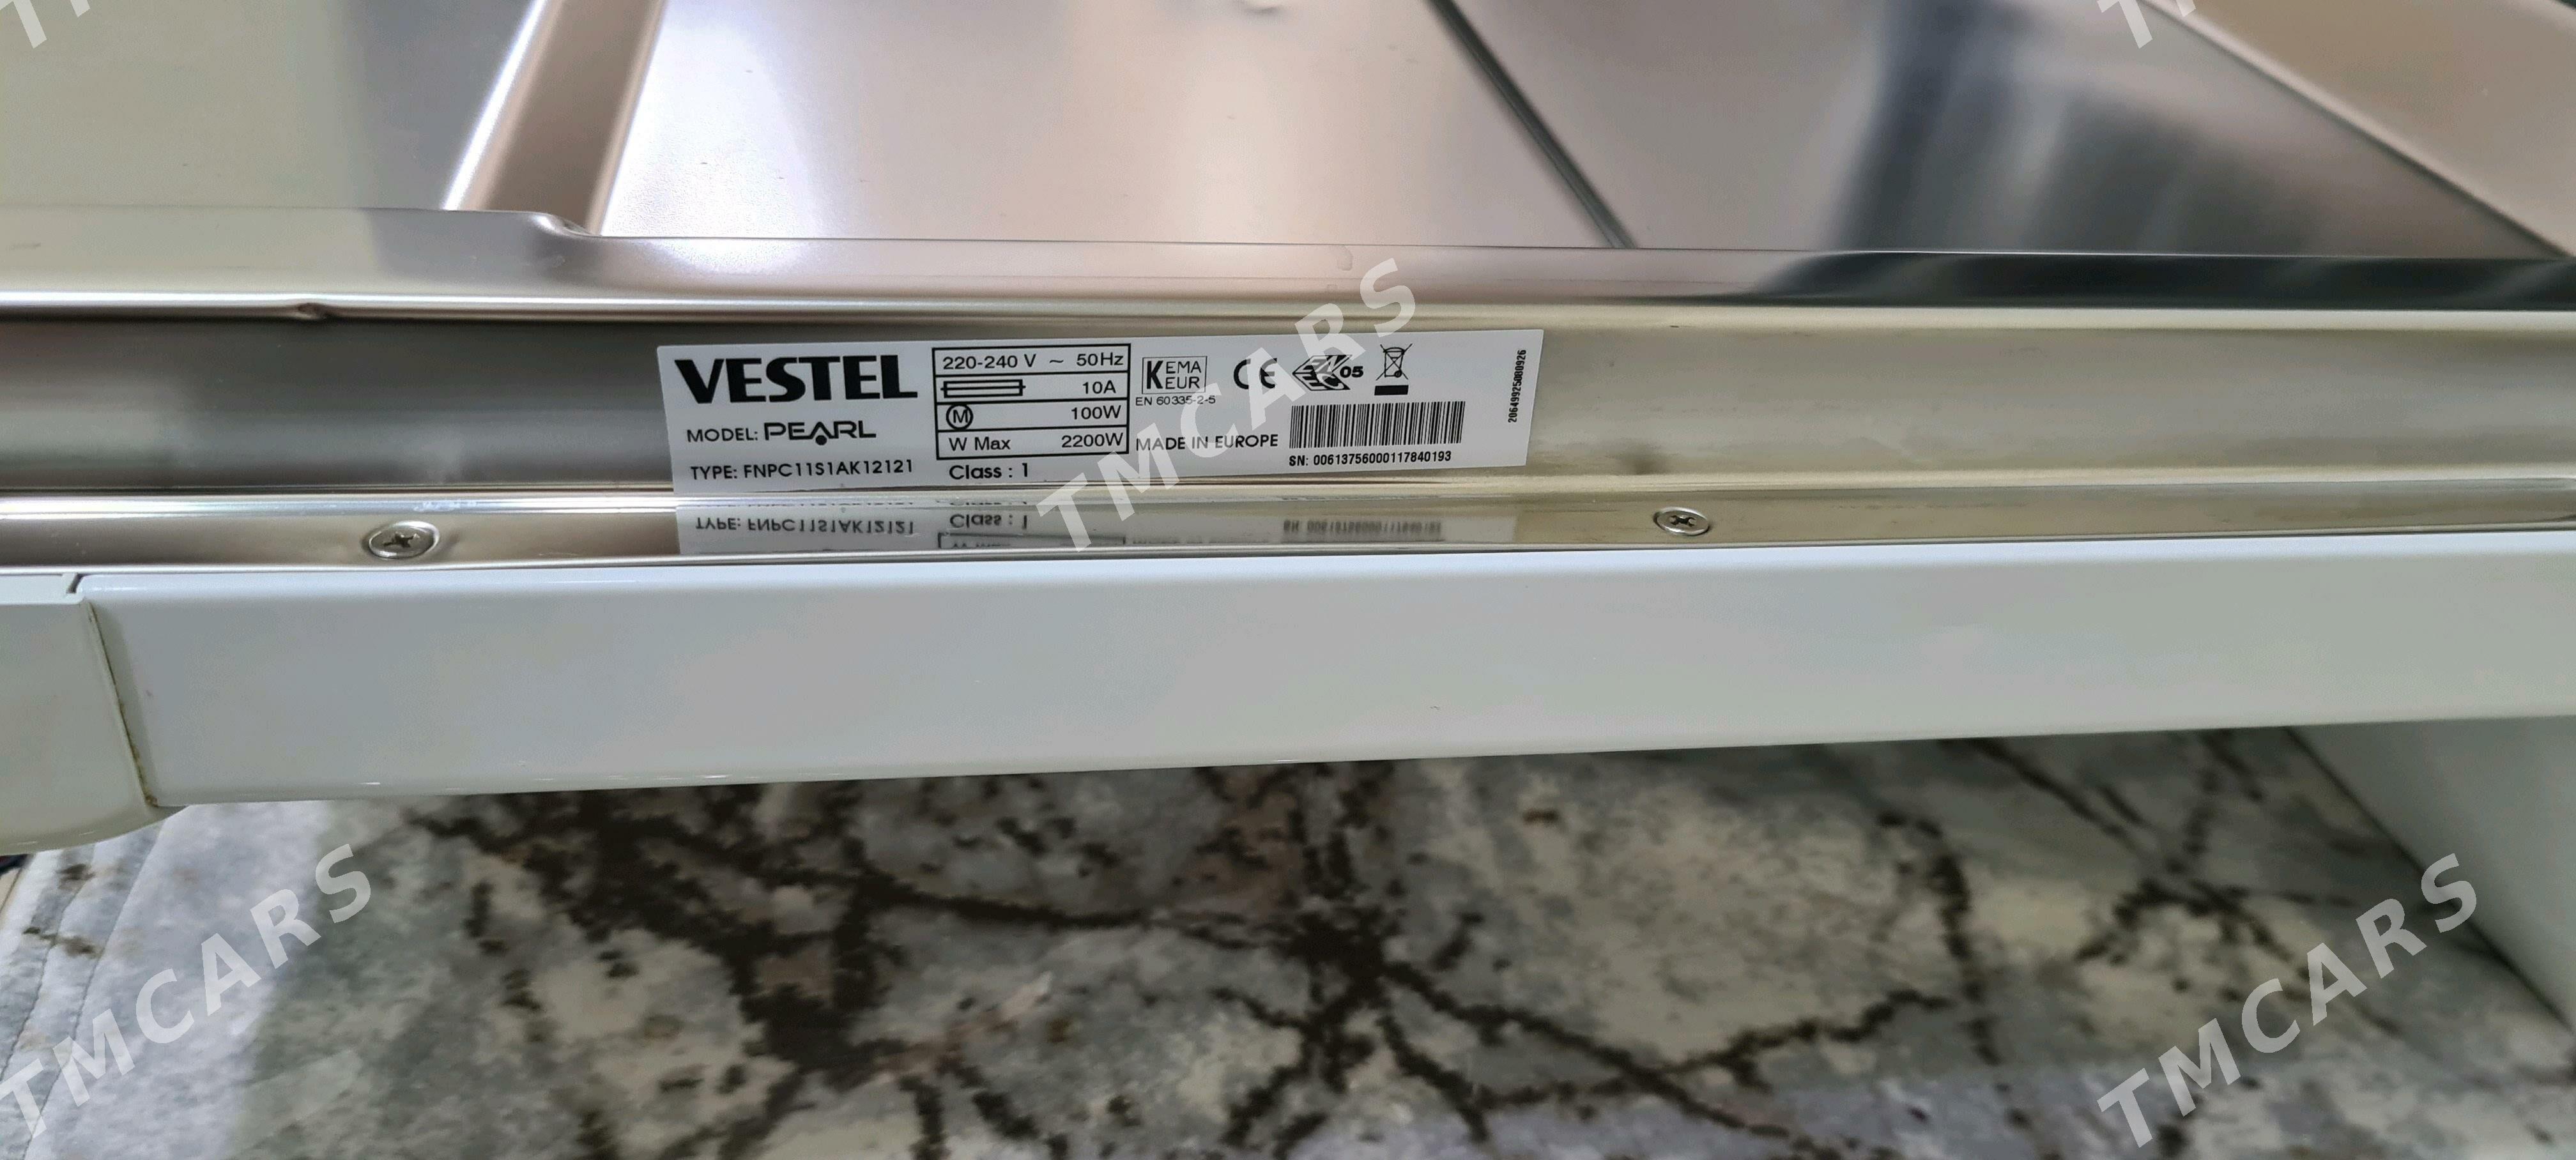 VESTEL
MODEL: PEARL
TYPE: FNPC11S1AK12121
220-240 V ~ 50Hz
10A
M 100W
W Max 2200W
Class : 1
KEMA
KEUR
EN 60335-2-5
CE
05
MADE IN EUROPE
SN: 00613756000117840193
TMCARS
TMCARS
TMCARS